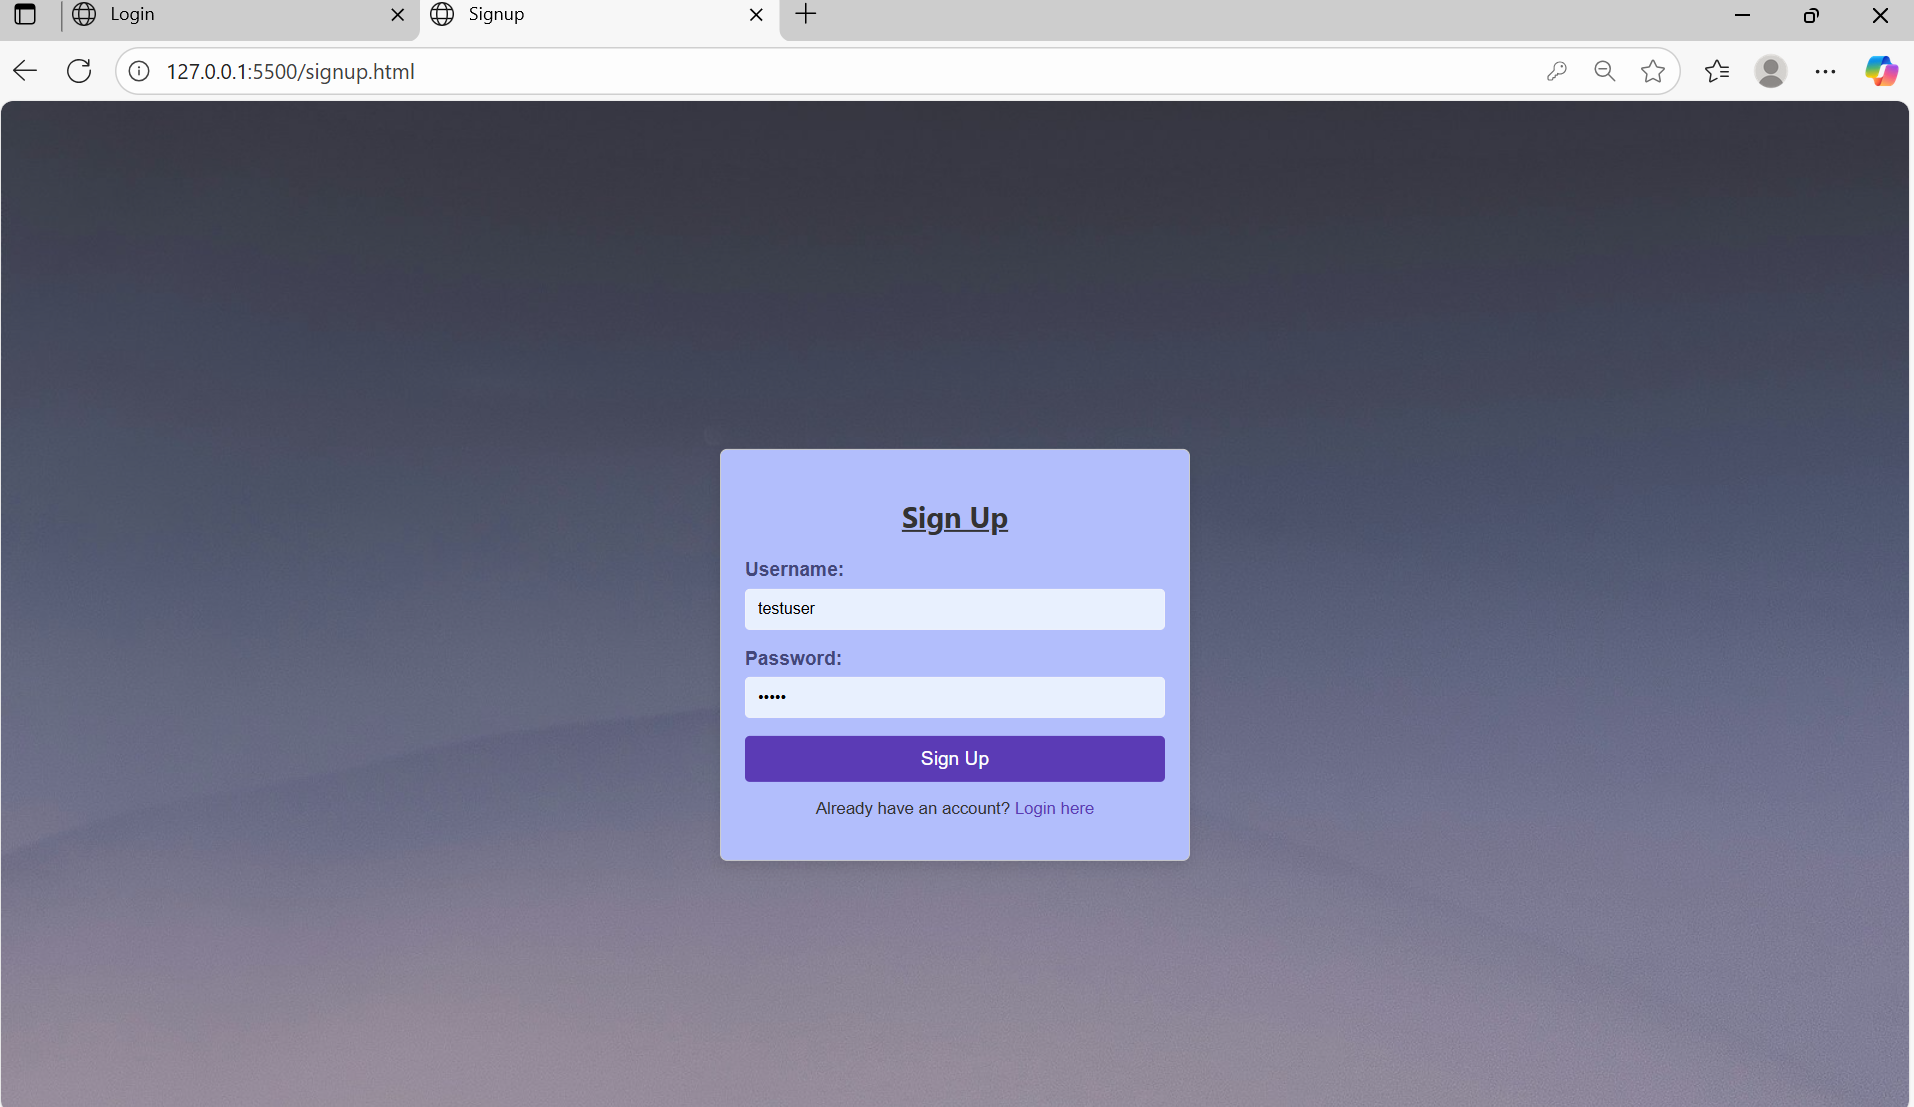 Login
Signup
127.0.0.1:5500/signup.html
Sign Up
Username:
testuser
Password:
•••••
Sign Up
Already have an account? Login here